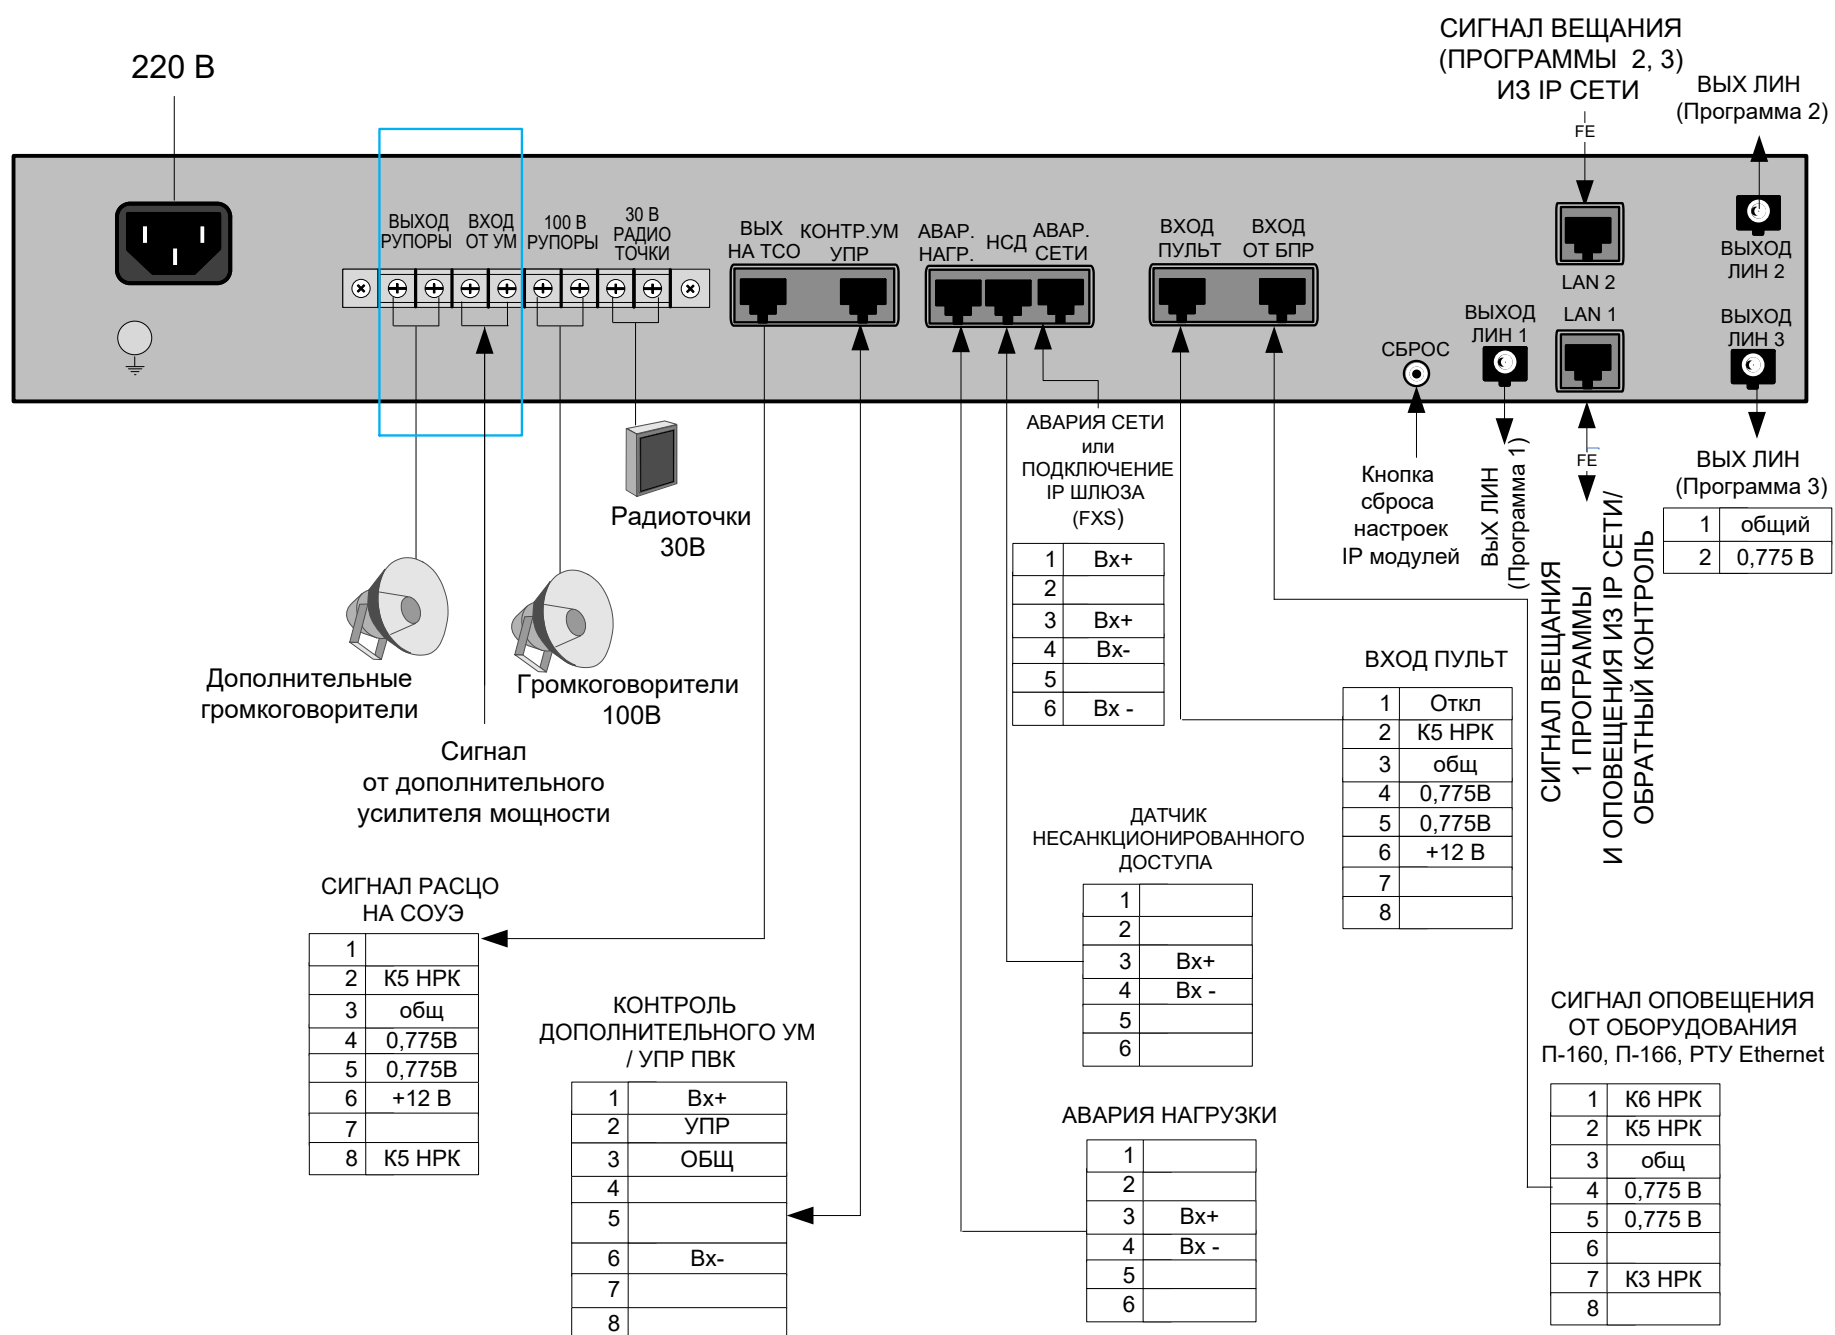 220 В
СИГНАЛ ВЕЩАНИЯ
(ПРОГРАММЫ 2, 3)
ИЗ IP СЕТИ
FE
ВЫХ ЛИН
(Программа 2)
ВЫХОД
РУПОРЫ
ВХОД
ОТ УМ
100 В
РУПОРЫ
30 В
РАДИО
ТОЧКИ
ВЫХ
НА ТСО
КОНТР.УМ
УПР
АВАР.
НАГР.
НСД
АВАР.
СЕТИ
ВХОД
ПУЛЬТ
ВХОД
ОТ БПР
СБРОС
ВЫХОД
ЛИН 1
LAN 2
LAN 1
ВЫХОД
ЛИН 2
ВЫХОД
ЛИН 3
Радиоточки
30В
Дополнительные
громкоговорители
Громкоговорители
100В
Сигнал
от дополнительного
усилителя мощности
АВАРИЯ СЕТИ
или
ПОДКЛЮЧЕНИЕ
IP ШЛЮЗА
(FXS)
1 Вх+
2
3 Вх+
4 Вх-
5
6 Вх -
Кнопка
сброса
настроек
IP модулей
ВыХ ЛИН
(Программа 1)
FE
СИГНАЛ ВЕЩАНИЯ
1 ПРОГРАММЫ
И ОПОВЕЩЕНИЯ ИЗ IP СЕТИ/
ОБРАТНЫЙ КОНТРОЛЬ
ВЫХ ЛИН
(Программа 3)
1 общий
2 0,775 В
ВХОД ПУЛЬТ
1 Откл
2 К5 НРК
3 общ
4 0,775В
5 0,775В
6 +12 В
7
8
ДАТЧИК
НЕСАНКЦИОНИРОВАННОГО
ДОСТУПА
1
2
3 Вх+
4 Вх -
5
6
СИГНАЛ РАСЦО
НА СОУЭ
1
2 К5 НРК
3 общ
4 0,775В
5 0,775В
6 +12 В
7
8 К5 НРК
КОНТРОЛЬ
ДОПОЛНИТЕЛЬНОГО УМ
/ УПР ПВК
1 Вх+
2 УПР
3 ОБЩ
4
5
6 Вх-
7
8
АВАРИЯ НАГРУЗКИ
1
2
3 Вх+
4 Вх -
5
6
СИГНАЛ ОПОВЕЩЕНИЯ
ОТ ОБОРУДОВАНИЯ
П-160, П-166, РТУ Ethernet
1 К6 НРК
2 К5 НРК
3 общ
4 0,775 В
5 0,775 В
6
7 К3 НРК
8